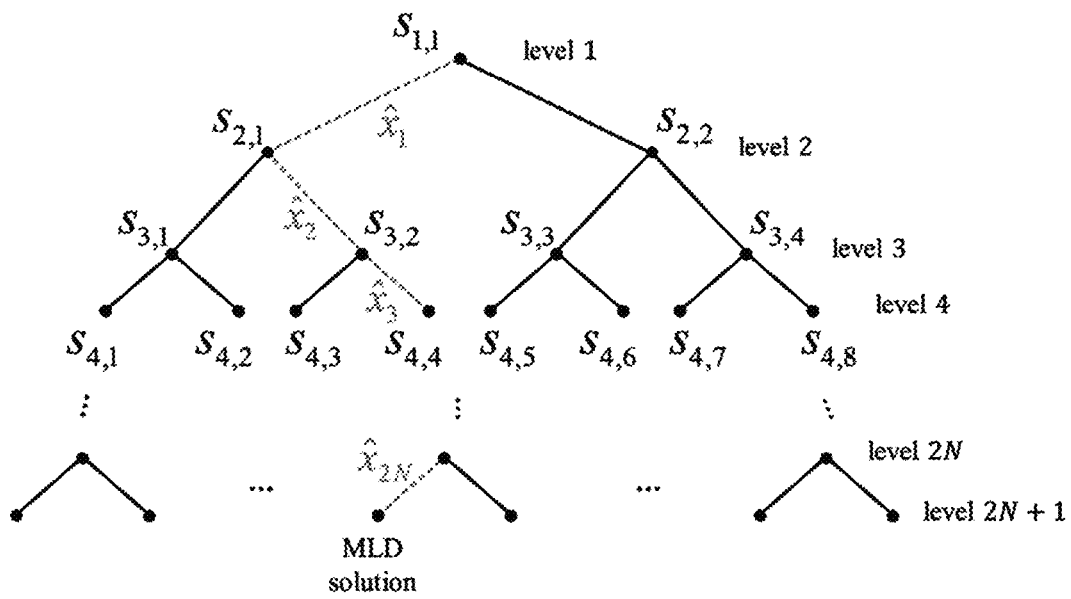 S1,1 level 1
x̂1
S2,1 S2,2 level 2
x̂2
S3,1 S3,2 S3,3 S3,4 level 3
x̂3
level 4
S4,1 S4,2 S4,3 S4,4 S4,5 S4,6 S4,7 S4,8
⋮ ⋮ ⋱
x̂2N level 2N
... ...
level 2N + 1
MLD
solution